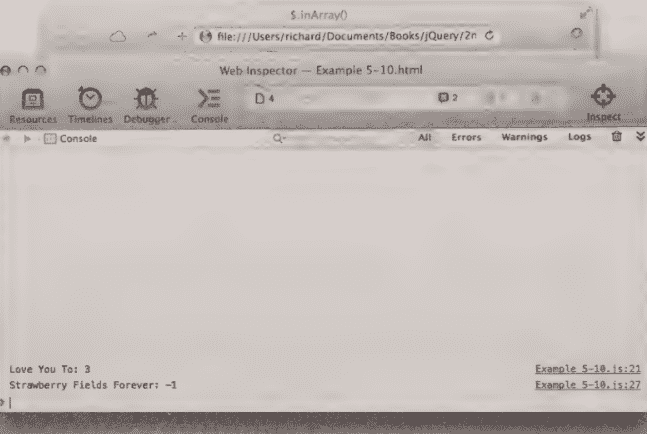 $.inArray()
file:///Users/richard/Documents/Books/jQuery/2n
Web Inspector — Example 5-10.html
4
2
Resources Timelines Debugger Console Inspect
Console All Errors Warnings Logs
Love You To: 3 Example 5-10.js:21
Strawberry Fields Forever: -1 Example 5-10.js:27